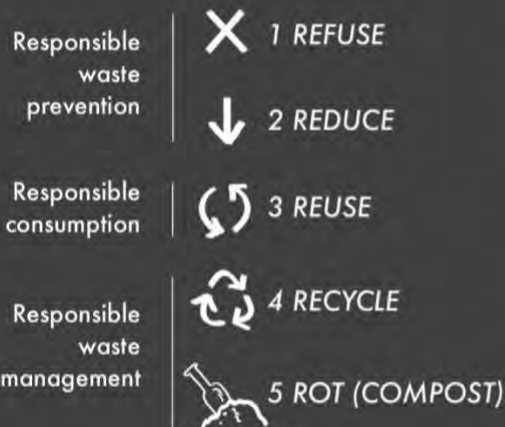 Responsible
waste
prevention
1 REFUSE
2 REDUCE
Responsible
consumption
3 REUSE
Responsible
waste
management
4 RECYCLE
5 ROT (COMPOST)